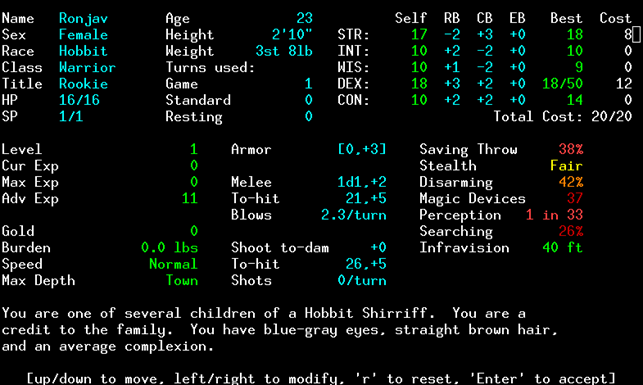 Name Ronjav Age 23 Self RB CB EB Best Cost
Sex Female Height 2'10" STR: 17 -2 +3 +0 18 8
Race Hobbit Weight 3st 8lb INT: 10 +2 -2 +0 10 0
Class Warrior Turns used: WIS: 10 +1 -2 +0 9 0
Title Rookie Game 1 DEX: 18 +3 +2 +0 18/50 12
HP 16/16 Standard 0 CON: 10 +2 +2 +0 14 0
SP 1/1 Resting 0 Total Cost: 20/20
Level 1 Armor [0,+3] Saving Throw 38%
Cur Exp 0 Stealth Fair
Max Exp 0 Melee 1d1,+2 Disarming 42%
Adv Exp 11 To-hit 21,+5 Magic Devices 37
Blows 2.3/turn Perception 1 in 33
Gold 0 Searching 26%
Burden 0.0 lbs Shoot to-dam +0 Infravision 40 ft
Speed Normal To-hit 26,+5
Max Depth Town Shots 0/turn
You are one of several children of a Hobbit Shirriff. You are a
credit to the family. You have blue-gray eyes, straight brown hair,
and an average complexion.
[up/down to move, left/right to modify, 'r' to reset, 'Enter' to accept]